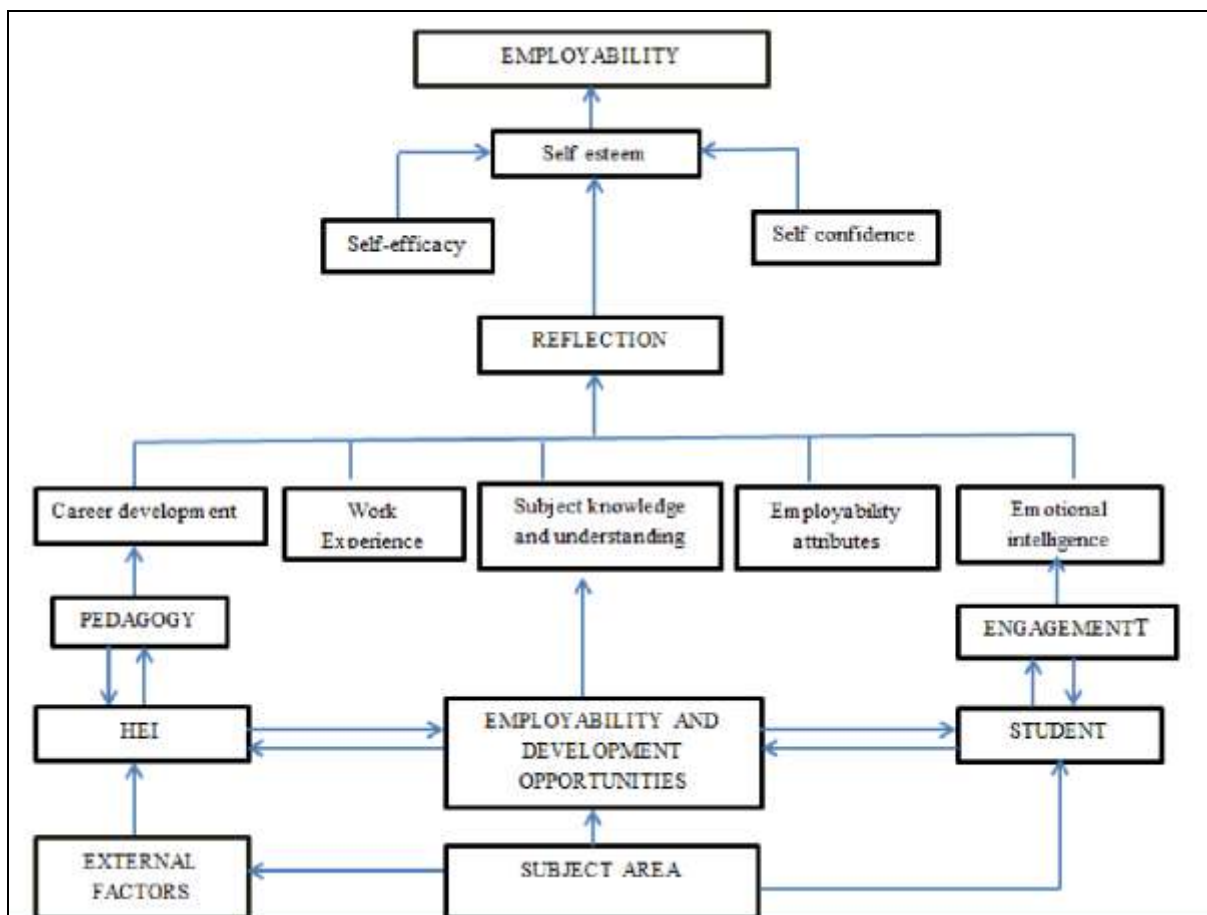 EMPLOYABILITY
Self esteem
Self-efficacy
Self confidence
REFLECTION
Career development
Work
Experience
Subject knowledge
and understanding
Employability
attributes
Emotional
intelligence
PEDAGOGY
ENGAGEMENTT
HEI
EMPLOYABILITY AND
DEVELOPMENT
OPPORTUNITIES
STUDENT
EXTERNAL
FACTORS
SUBJECT AREA